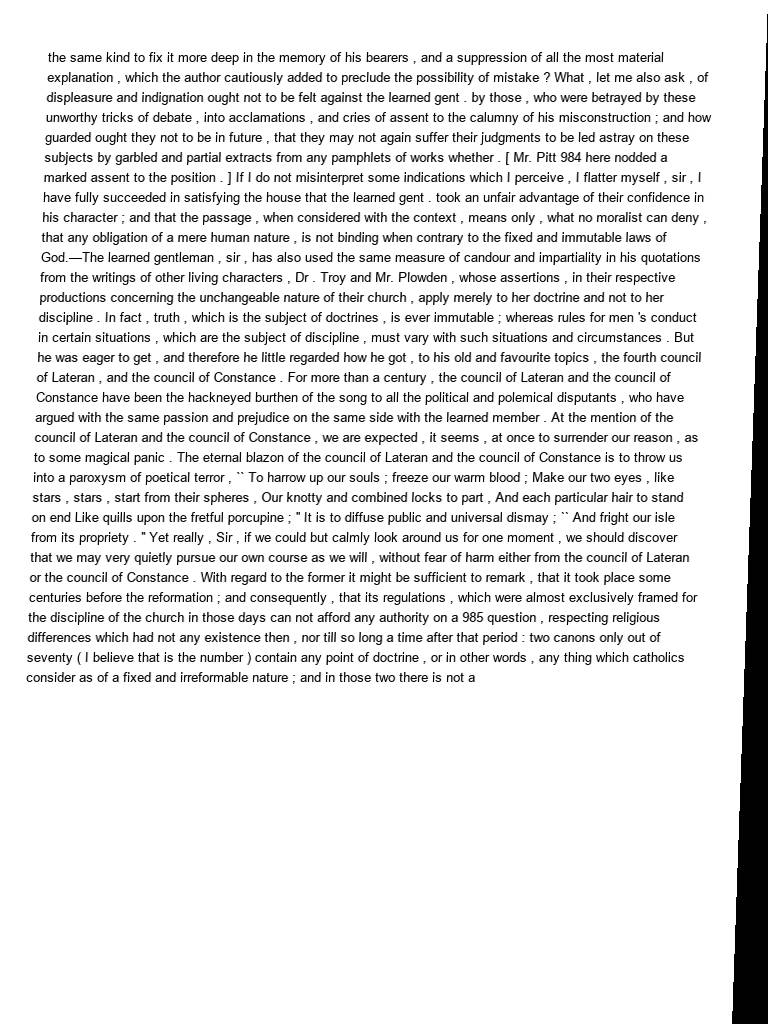 the same kind to fix it more deep in the memory of his bearers , and a suppression of all the most material
explanation , which the author cautiously added to preclude the possibility of mistake ? What , let me also ask , of
displeasure and indignation ought not to be felt against the learned gent . by those , who were betrayed by these
unworthy tricks of debate , into acclamations , and cries of assent to the calumny of his misconstruction ; and how
guarded ought they not to be in future , that they may not again suffer their judgments to be led astray on these
subjects by garbled and partial extracts from any pamphlets of works whether . [ Mr. Pitt 984 here nodded a
marked assent to the position . ] If I do not misinterpret some indications which I perceive , I flatter myself , sir , I
have fully succeeded in satisfying the house that the learned gent . took an unfair advantage of their confidence in
his character ; and that the passage , when considered with the context , means only , what no moralist can deny ,
that any obligation of a mere human nature , is not binding when contrary to the fixed and immutable laws of
God.—The learned gentleman , sir , has also used the same measure of candour and impartiality in his quotations
from the writings of other living characters , Dr . Troy and Mr. Plowden , whose assertions , in their respective
productions concerning the unchangeable nature of their church , apply merely to her doctrine and not to her
discipline . In fact , truth , which is the subject of doctrines , is ever immutable ; whereas rules for men 's conduct
in certain situations , which are the subject of discipline , must vary with such situations and circumstances . But
he was eager to get , and therefore he little regarded how he got , to his old and favourite topics , the fourth council
of Lateran , and the council of Constance . For more than a century , the council of Lateran and the council of
Constance have been the hackneyed burthen of the song to all the political and polemical disputants , who have
argued with the same passion and prejudice on the same side with the learned member . At the mention of the
council of Lateran and the council of Constance , we are expected , it seems , at once to surrender our reason , as
to some magical panic . The eternal blazon of the council of Lateran and the council of Constance is to throw us
into a paroxysm of poetical terror , `` To harrow up our souls ; freeze our warm blood ; Make our two eyes , like
stars , stars , start from their spheres , Our knotty and combined locks to part , And each particular hair to stand
on end Like quills upon the fretful porcupine ; " It is to diffuse public and universal dismay ; `` And fright our isle
from its propriety . " Yet really , Sir , if we could but calmly look around us for one moment , we should discover
that we may very quietly pursue our own course as we will , without fear of harm either from the council of Lateran
or the council of Constance . With regard to the former it might be sufficient to remark , that it took place some
centuries before the reformation ; and consequently , that its regulations , which were almost exclusively framed for
the discipline of the church in those days can not afford any authority on a 985 question , respecting religious
differences which had not any existence then , nor till so long a time after that period : two canons only out of
seventy ( I believe that is the number ) contain any point of doctrine , or in other words , any thing which catholics
consider as of a fixed and irreformable nature ; and in those two there is not a